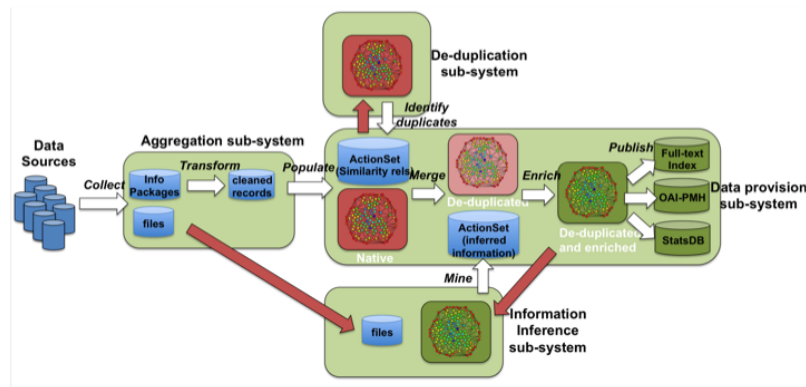 De-duplication
sub-system
Identify
duplicates
Data
Sources
Aggregation sub-system
Collect
Info
Packages
Transform
cleaned
records
files
Populate
ActionSet
(Similarity rels)
Native
Merge
De-duplicated
ActionSet
(inferred
information)
Enrich
De-duplicated
and enriched
Publish
Full-text
Index
OAI-PMH
StatsDB
Data provision
sub-system
Mine
files
Information
Inference
sub-system